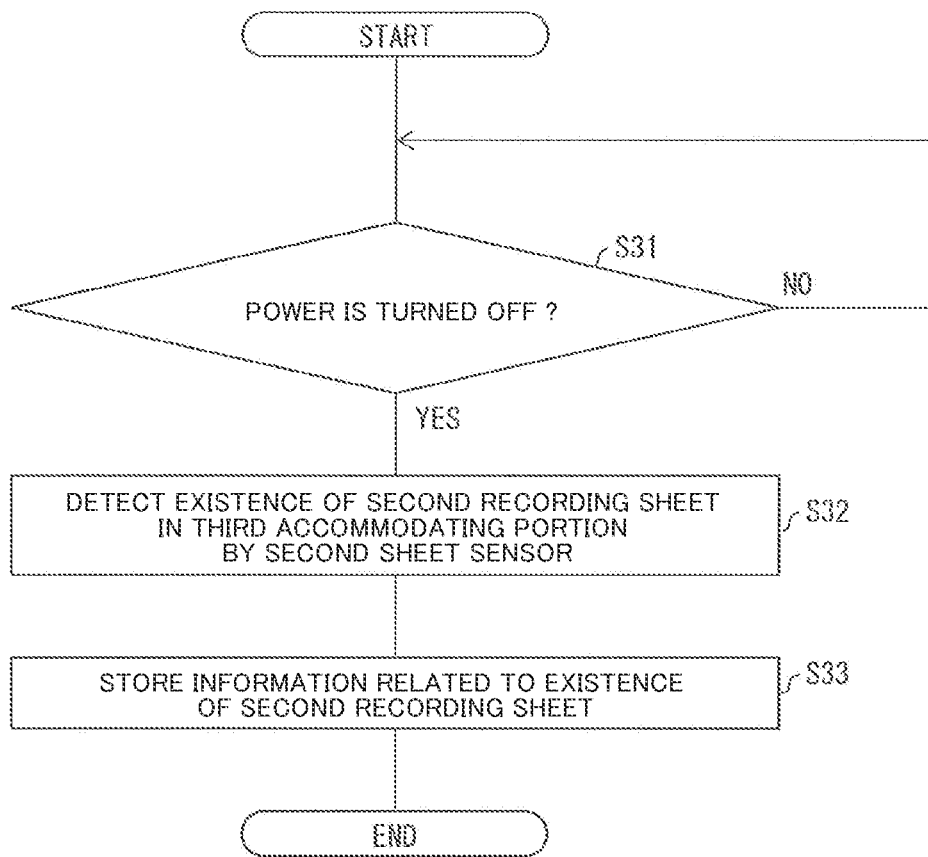 START
S31
POWER IS TURNED OFF ?
NO
YES
DETECT EXISTENCE OF SECOND RECORDING SHEET
IN THIRD ACCOMMODATING PORTION
BY SECOND SHEET SENSOR
S32
STORE INFORMATION RELATED TO EXISTENCE
OF SECOND RECORDING SHEET
S33
END